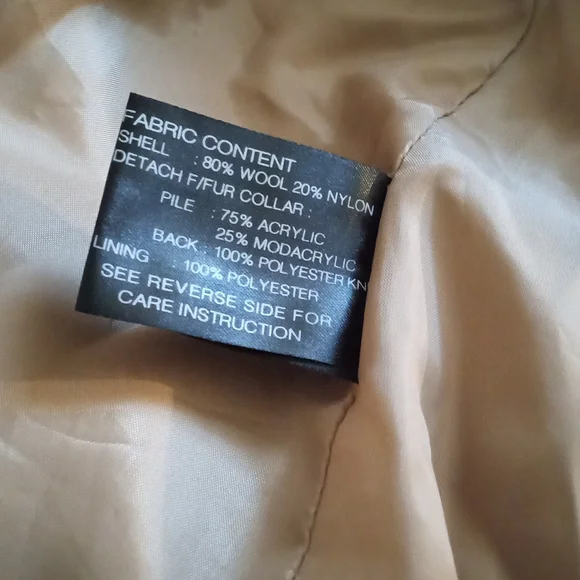 FABRIC CONTENT
SHELL : 80% WOOL 20% NYLON
DETACH F/FUR COLLAR :
PILE : 75% ACRYLIC
25% MODACRYLIC
BACK : 100% POLYESTER KN
LINING 100% POLYESTER
SEE REVERSE SIDE FOR
CARE INSTRUCTION